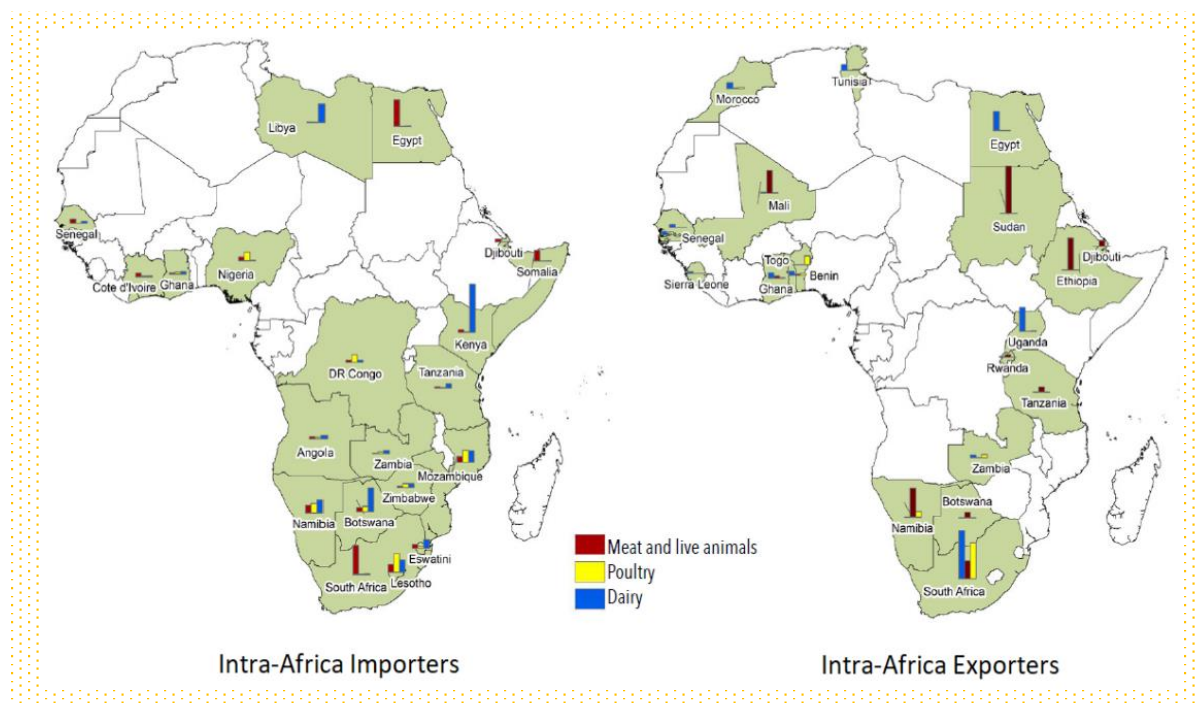 Libya
Egypt
Senegal
Cote d'Ivoire
Ghana
Nigeria
Djibouti
Somalia
Kenya
DR Congo
Tanzania
Angola
Zambia
Mozambique
Zimbabwe
Namibia
Botswana
Eswatini
South Africa
Lesotho
Intra-Africa Importers
Meat and live animals
Poultry
Dairy
Morocco
Tunisia
Egypt
Mali
Sudan
Senegal
Sierra Leone
Togo
Ghana
Benin
Djibouti
Ethiopia
Uganda
Rwanda
Tanzania
Zambia
Namibia
Botswana
South Africa
Intra-Africa Exporters